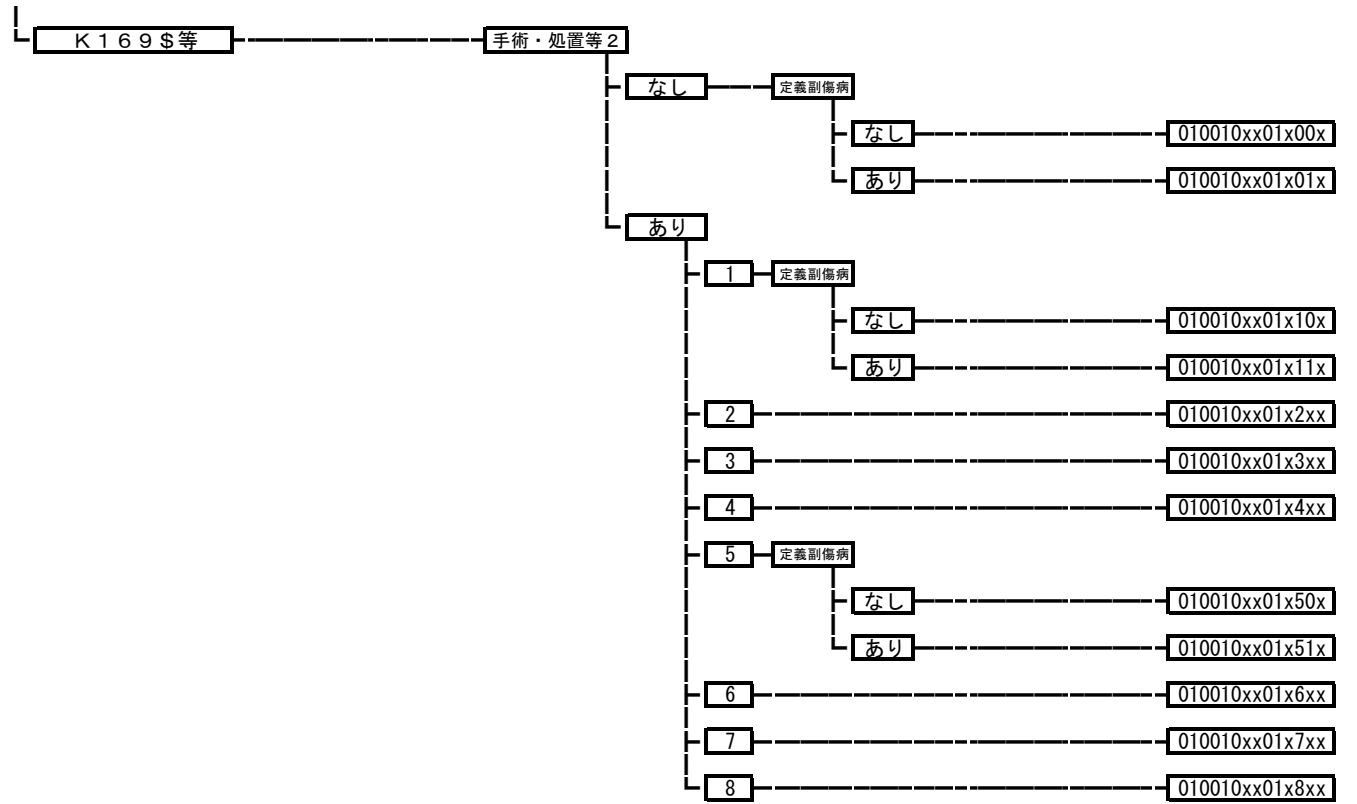 Ｋ１６９＄等 手術・処置等２
なし 定義副傷病
なし 010010xx01x00x
あり 010010xx01x01x
あり
1 定義副傷病
なし 010010xx01x10x
あり 010010xx01x11x
2 010010xx01x2xx
3 010010xx01x3xx
4 010010xx01x4xx
5 定義副傷病
なし 010010xx01x50x
あり 010010xx01x51x
6 010010xx01x6xx
7 010010xx01x7xx
8 010010xx01x8xx